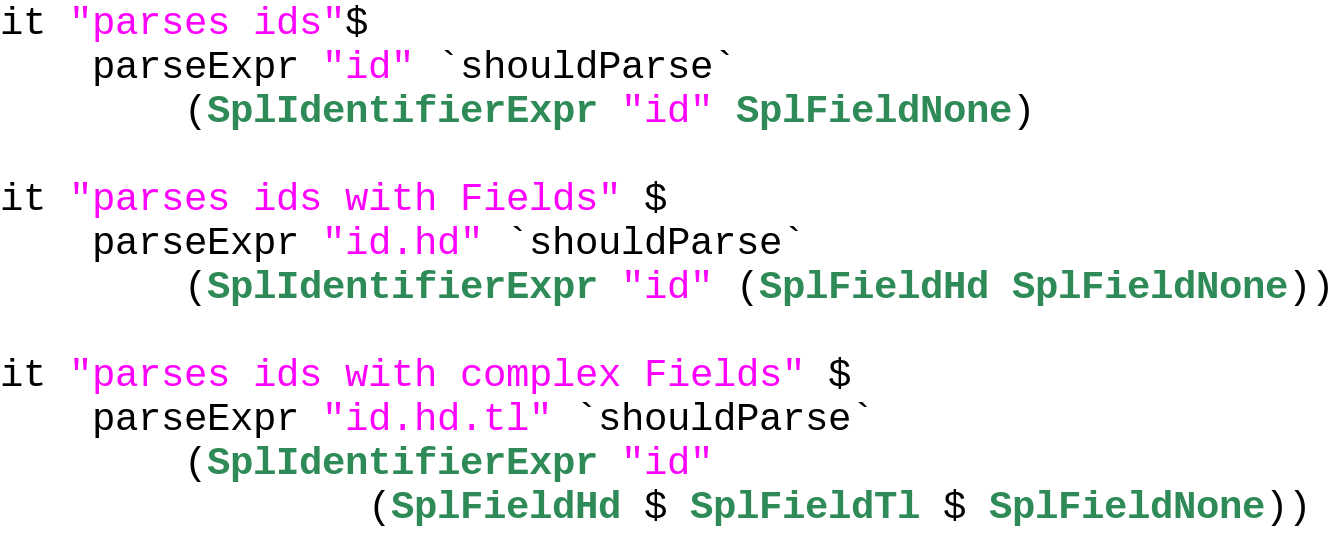 it "parses ids"$
    parseExpr "id" `shouldParse`
        (SplIdentifierExpr "id" SplFieldNone)

it "parses ids with Fields" $
    parseExpr "id.hd" `shouldParse`
        (SplIdentifierExpr "id" (SplFieldHd SplFieldNone))

it "parses ids with complex Fields" $
    parseExpr "id.hd.tl" `shouldParse`
        (SplIdentifierExpr "id"
                (SplFieldHd $ SplFieldTl $ SplFieldNone))